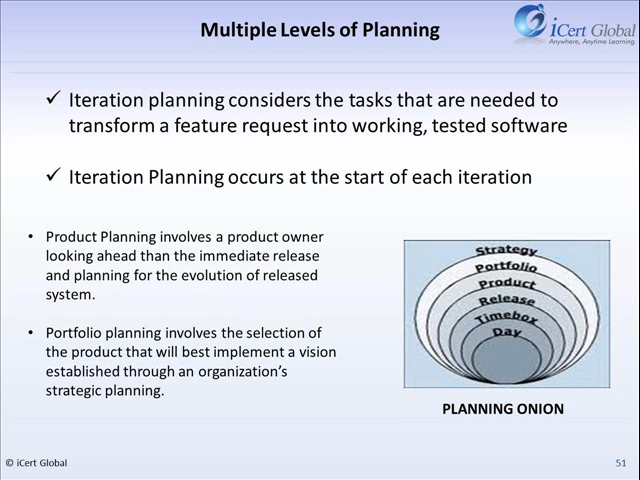 Multiple Levels of Planning
iCert Global
Anywhere, Anytime Learning
✓ Iteration planning considers the tasks that are needed to
transform a feature request into working, tested software
✓ Iteration Planning occurs at the start of each iteration
• Product Planning involves a product owner
looking ahead than the immediate release
and planning for the evolution of released
system.
• Portfolio planning involves the selection of
the product that will best implement a vision
established through an organization's
strategic planning.
Strategy
Portfolio
Product
Release
Timebox
Day
PLANNING ONION
© iCert Global
51